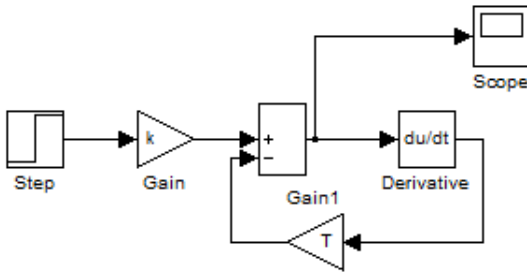 Scope
k
+
−
du/dt
Step
Gain
Gain1
Derivative
T